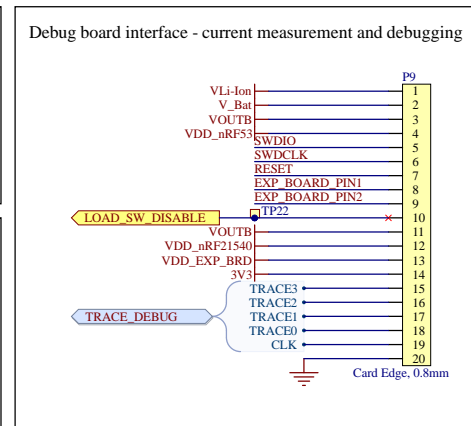 Debug board interface - current measurement and debugging
P9
VLi-Ion 1
V_Bat 2
VOUTB 3
VDD_nRF53 4
SWDIO 5
SWDCLK 6
RESET 7
EXP_BOARD_PIN1 8
EXP_BOARD_PIN2 9
TP22
LOAD_SW_DISABLE 10
VOUTB 11
VDD_nRF21540 12
VDD_EXP_BRD 13
3V3 14
TRACE3 15
TRACE2 16
TRACE_DEBUG TRACE1 17
TRACE0 18
CLK 19
20
Card Edge, 0.8mm